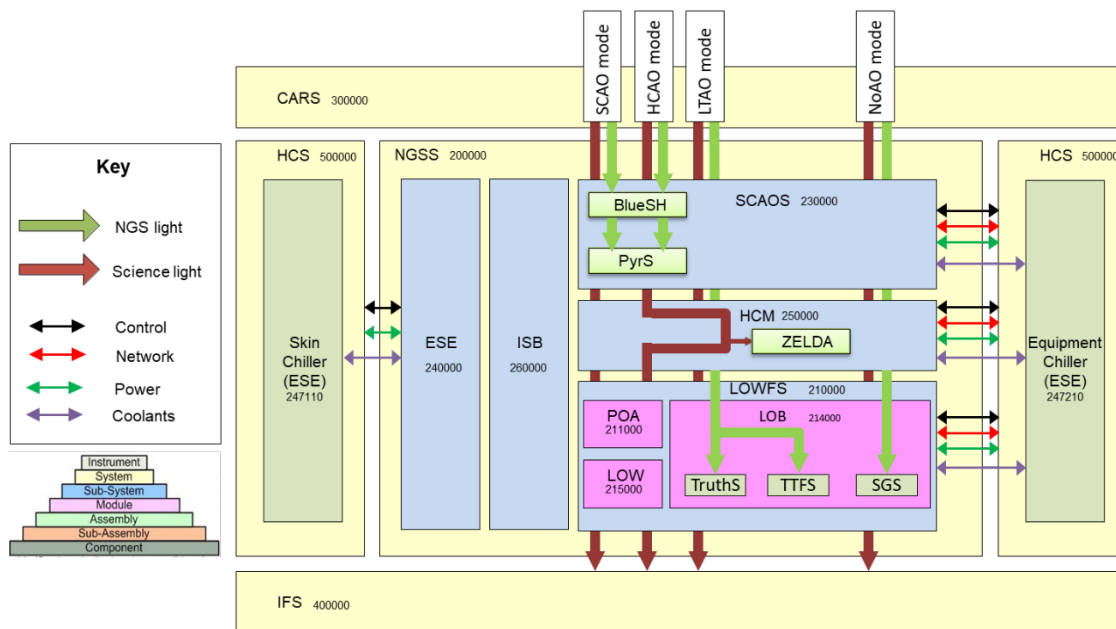 SCAO mode
HCAO mode
LTAO mode
NoAO mode
CARS 300000
Key
NGS light
Science light
Control
Network
Power
Coolants
Instrument
System
Sub-System
Module
Assembly
Sub-Assembly
Component
HCS 500000
Skin
Chiller
(ESE)
247110
NGSS 200000
ESE
240000
ISB
260000
SCAOS 230000
BlueSH
PyrS
HCM 250000
ZELDA
LOWFS 210000
POA
211000
LOW
215000
LOB 214000
TruthS
TTFS
SGS
HCS 500000
Equipment
Chiller
(ESE)
247210
IFS 400000